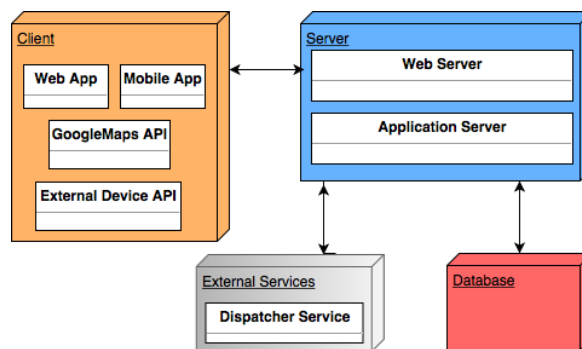 Client
Web App
Mobile App
GoogleMaps API
External Device API
Server
Web Server
Application Server
External Services
Dispatcher Service
Database